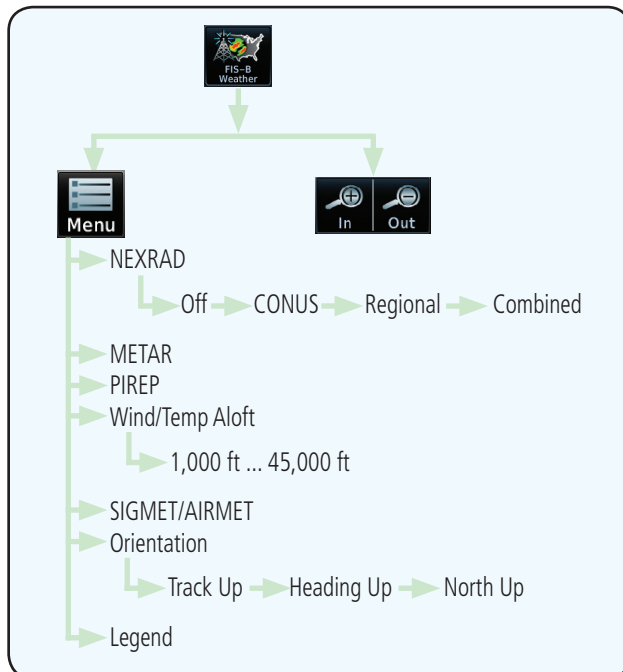 FIS-B
Weather
Menu
In Out
NEXRAD
Off CONUS Regional Combined
METAR
PIREP
Wind/Temp Aloft
1,000 ft ... 45,000 ft
SIGMET/AIRMET
Orientation
Track Up Heading Up North Up
Legend